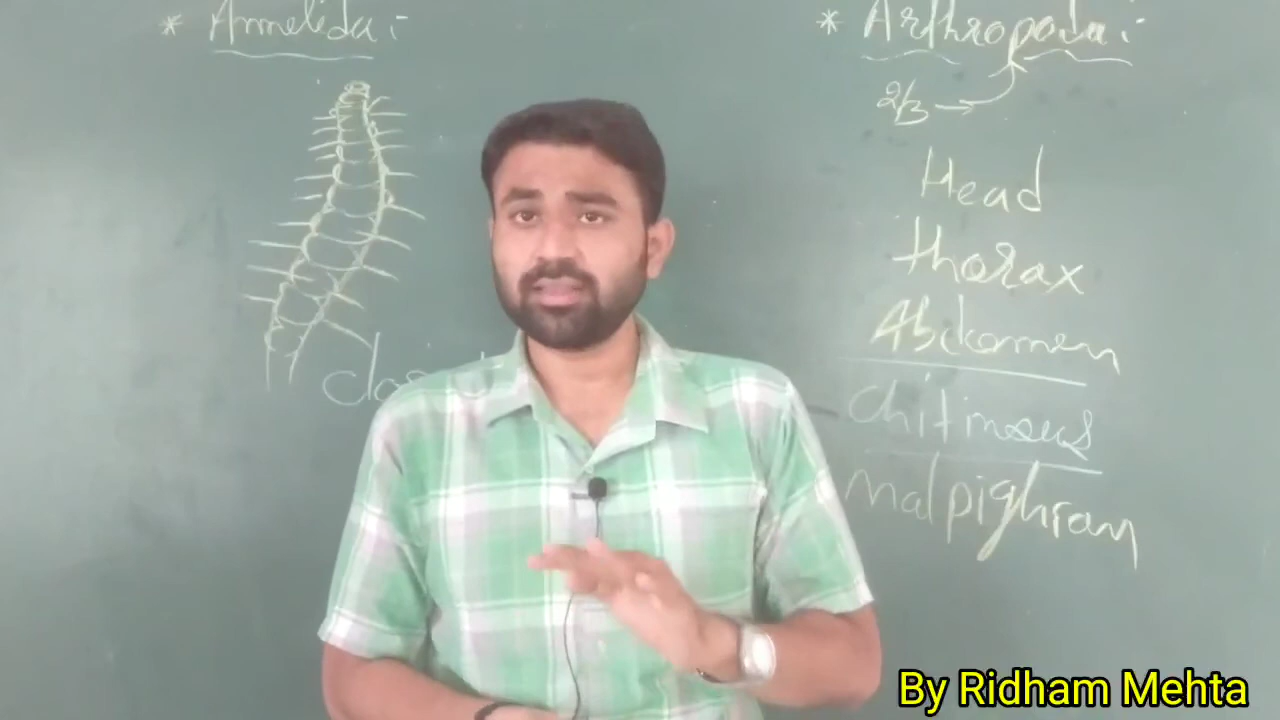 * Annelida :-
* Arthropoda :-
2/3 →
Head
thorax
Abdomen
chitinous
malpighian
By Ridham Mehta